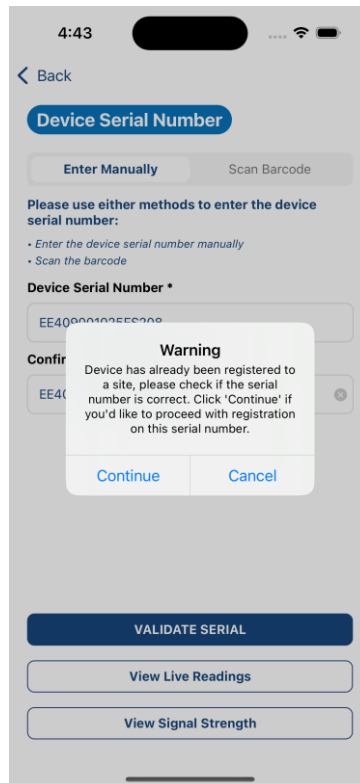 4:43
Back
Device Serial Number
Enter Manually
Scan Barcode
Please use either methods to enter the device
serial number:
• Enter the device serial number manually
• Scan the barcode
Device Serial Number *
Warning
Device has already been registered to
a site, please check if the serial
number is correct. Click 'Continue' if
you'd like to proceed with registration
on this serial number.
Continue
Cancel
VALIDATE SERIAL
View Live Readings
View Signal Strength